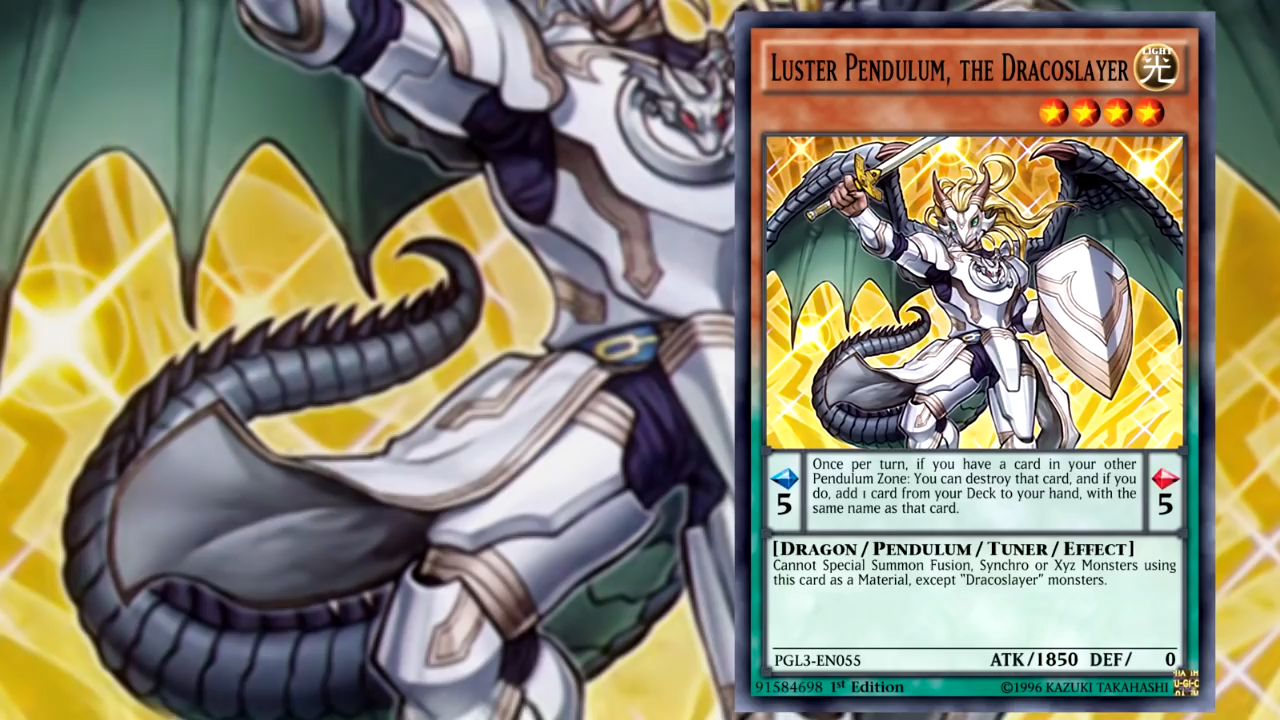 LUSTER PENDULUM, THE DRACOSLAYER
LIGHT
光
Once per turn, if you have a card in your other
Pendulum Zone: You can destroy that card, and if you
do, add 1 card from your Deck to your hand, with the
same name as that card.
5
5
[DRAGON / PENDULUM / TUNER / EFFECT]
Cannot Special Summon Fusion, Synchro or Xyz Monsters using
this card as a Material, except "Dracoslayer" monsters.
PGL3-EN055 ATK/1850 DEF/ 0
91584698 1st Edition ©1996 KAZUKI TAKAHASHI